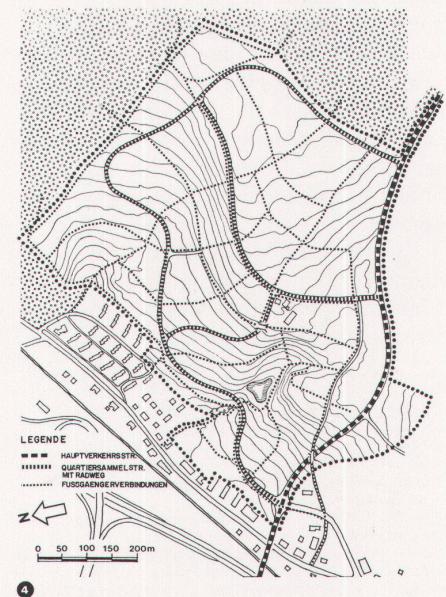 LEGENDE
HAUPTVERKEHRSSTR.
QUARTIERSAMMELSTR.
MIT RADWEG
FUSSGAENGERVERBINDUNGEN
N
0 50 100 150 200m
4